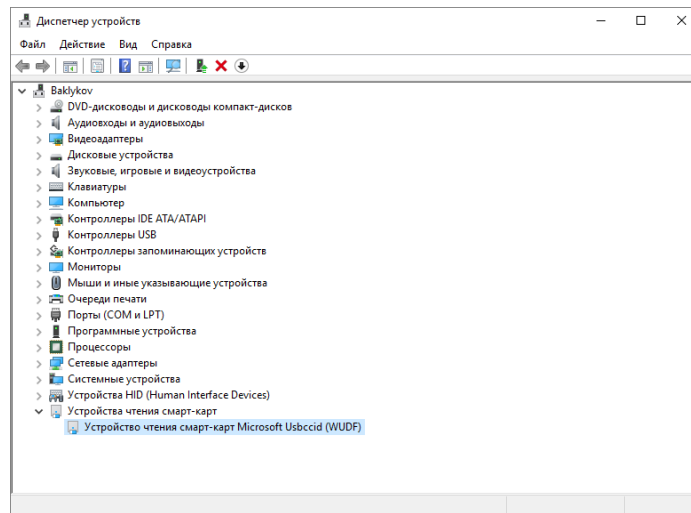 Диспетчер устройств
Файл Действие Вид Справка
Baklykov
DVD-дисководы и дисководы компакт-дисков
Аудиовходы и аудиовыходы
Видеоадаптеры
Дисковые устройства
Звуковые, игровые и видеоустройства
Клавиатуры
Компьютер
Контроллеры IDE ATA/ATAPI
Контроллеры USB
Контроллеры запоминающих устройств
Мониторы
Мыши и иные указывающие устройства
Очереди печати
Порты (COM и LPT)
Программные устройства
Процессоры
Сетевые адаптеры
Системные устройства
Устройства HID (Human Interface Devices)
Устройства чтения смарт-карт
Устройство чтения смарт-карт Microsoft Usbccid (WUDF)